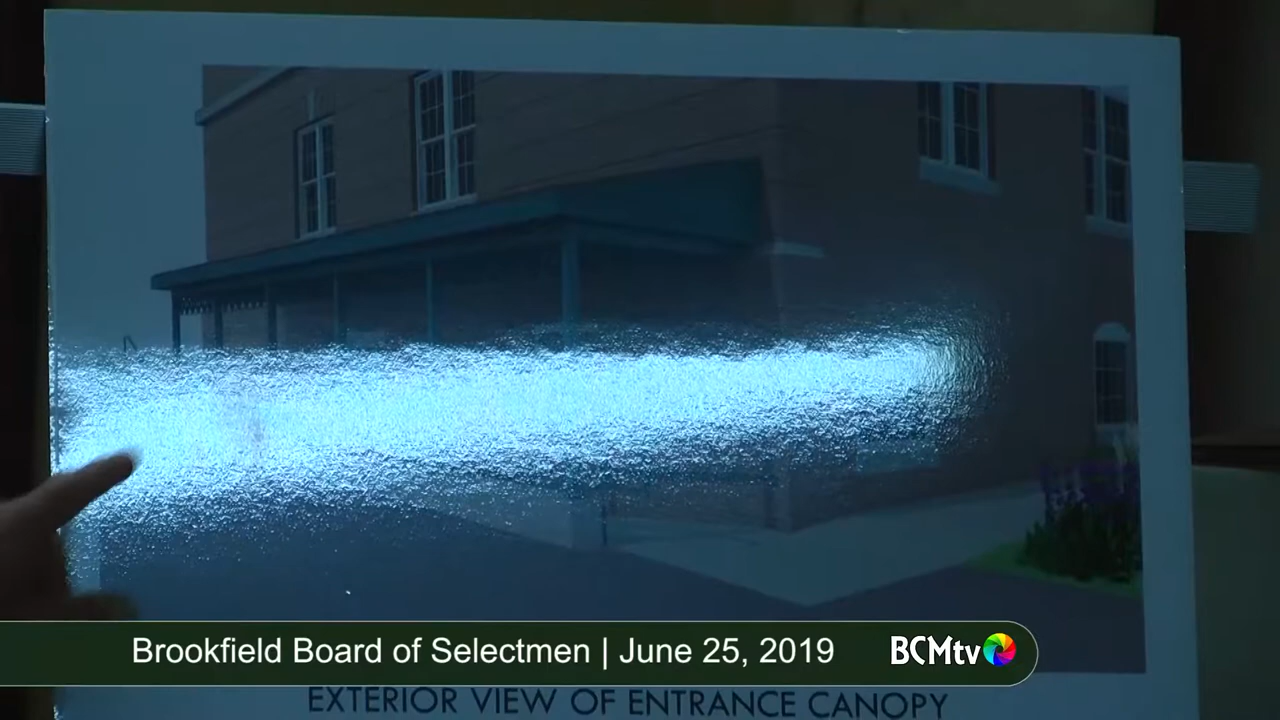 Brookfield Board of Selectmen | June 25, 2019 BCMtv
EXTERIOR VIEW OF ENTRANCE CANOPY